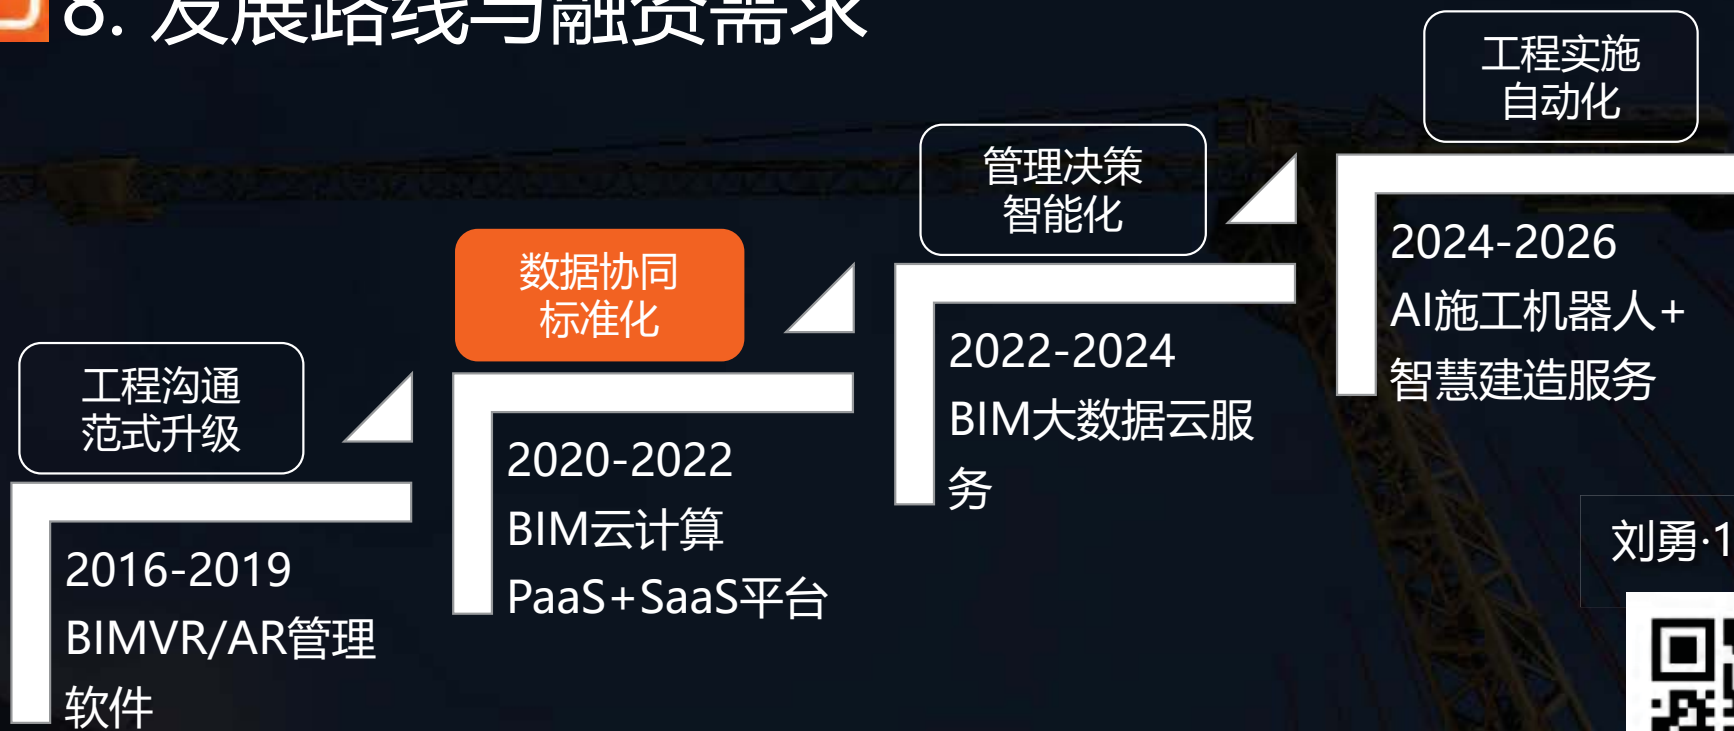 8. 发展路线与融资需求
工程沟通
范式升级
2016-2019
BIMVR/AR管理
软件
数据协同
标准化
2020-2022
BIM云计算
PaaS+SaaS平台
管理决策
智能化
2022-2024
BIM大数据云服
务
工程实施
自动化
2024-2026
AI施工机器人+
智慧建造服务
刘勇·1